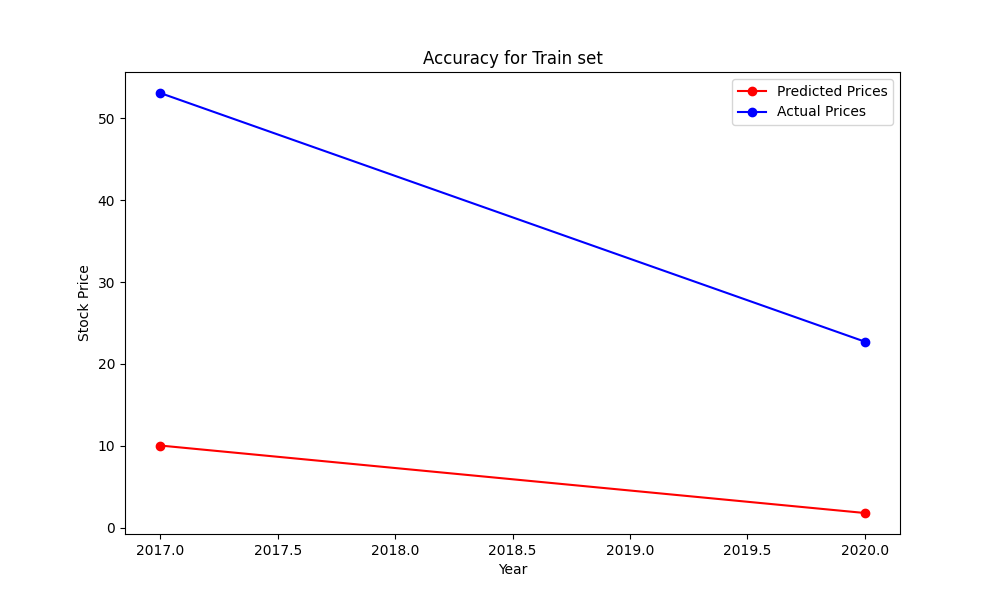 Accuracy for Train set
Predicted Prices
Actual Prices
Stock Price
50
40
30
20
10
0
2017.0 2017.5 2018.0 2018.5 2019.0 2019.5 2020.0
Year